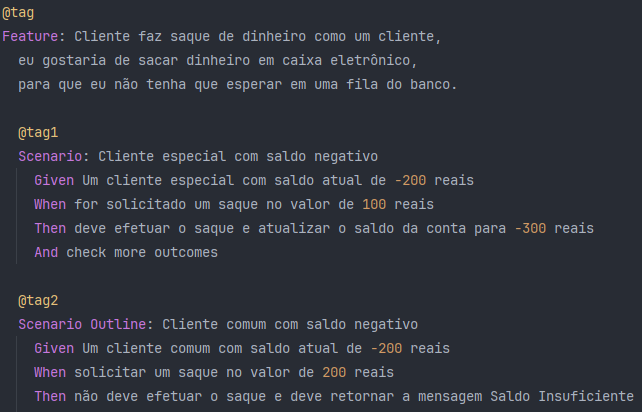 @tag
Feature: Cliente faz saque de dinheiro como um cliente,
eu gostaria de sacar dinheiro em caixa eletrônico,
para que eu não tenha que esperar em uma fila do banco.
@tag1
Scenario: Cliente especial com saldo negativo
Given Um cliente especial com saldo atual de -200 reais
When for solicitado um saque no valor de 100 reais
Then deve efetuar o saque e atualizar o saldo da conta para -300 reais
And check more outcomes
@tag2
Scenario Outline: Cliente comum com saldo negativo
Given Um cliente comum com saldo atual de -200 reais
When solicitar um saque no valor de 200 reais
Then não deve efetuar o saque e deve retornar a mensagem Saldo Insuficiente